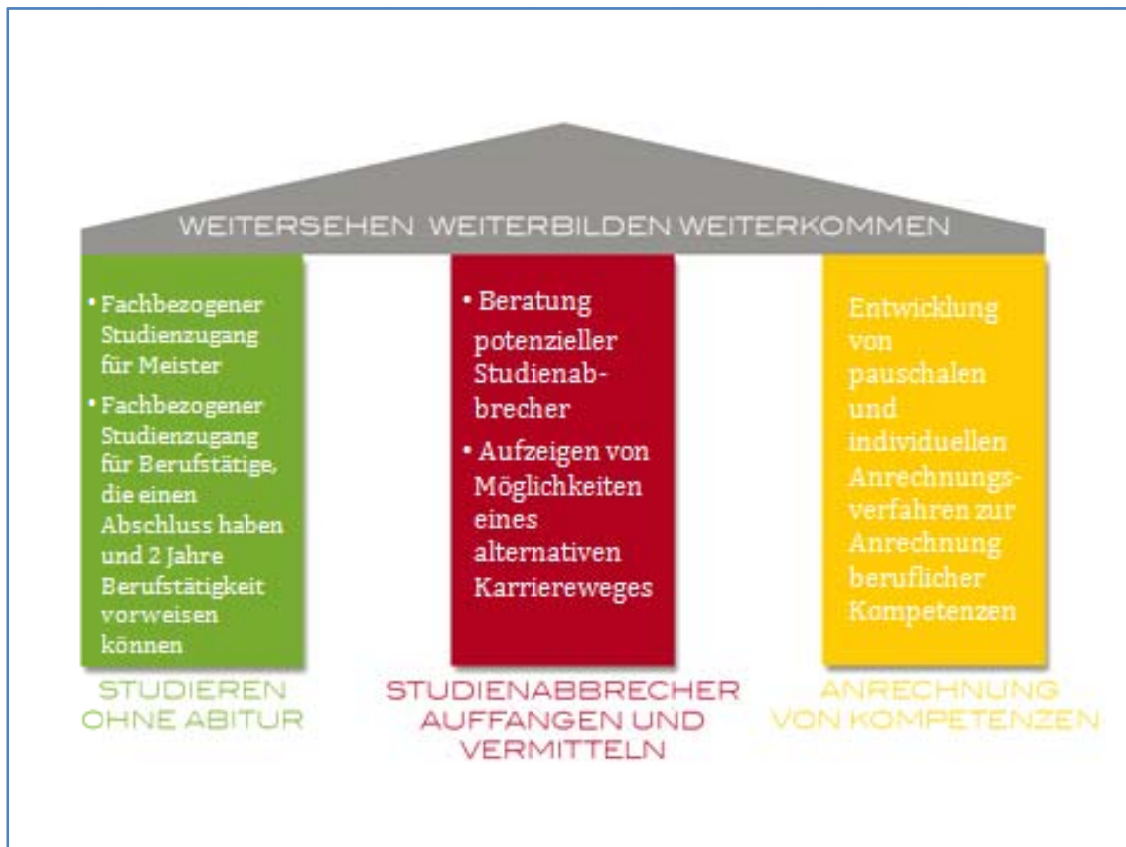 WEITERSEHEN WEITERBILDEN WEITERKOMMEN
• Fachbezogener
Studienzugang
für Meister
• Fachbezogener
Studienzugang
für Berufstätige,
die einen
Abschluss haben
und 2 Jahre
Berufstätigkeit
vorweisen
können
STUDIEREN
OHNE ABITUR
• Beratung
potenzieller
Studienab-
brecher
• Aufzeigen von
Möglichkeiten
eines
alternativen
Karriereweges
STUDIENABBRECHER
AUFFANGEN UND
VERMITTELN
Entwicklung
von
pauschalen
und
individuellen
Anrechnungs-
verfahren zur
Anrechnung
beruflicher
Kompetenzen
ANRECHNUNG
VON KOMPETENZEN